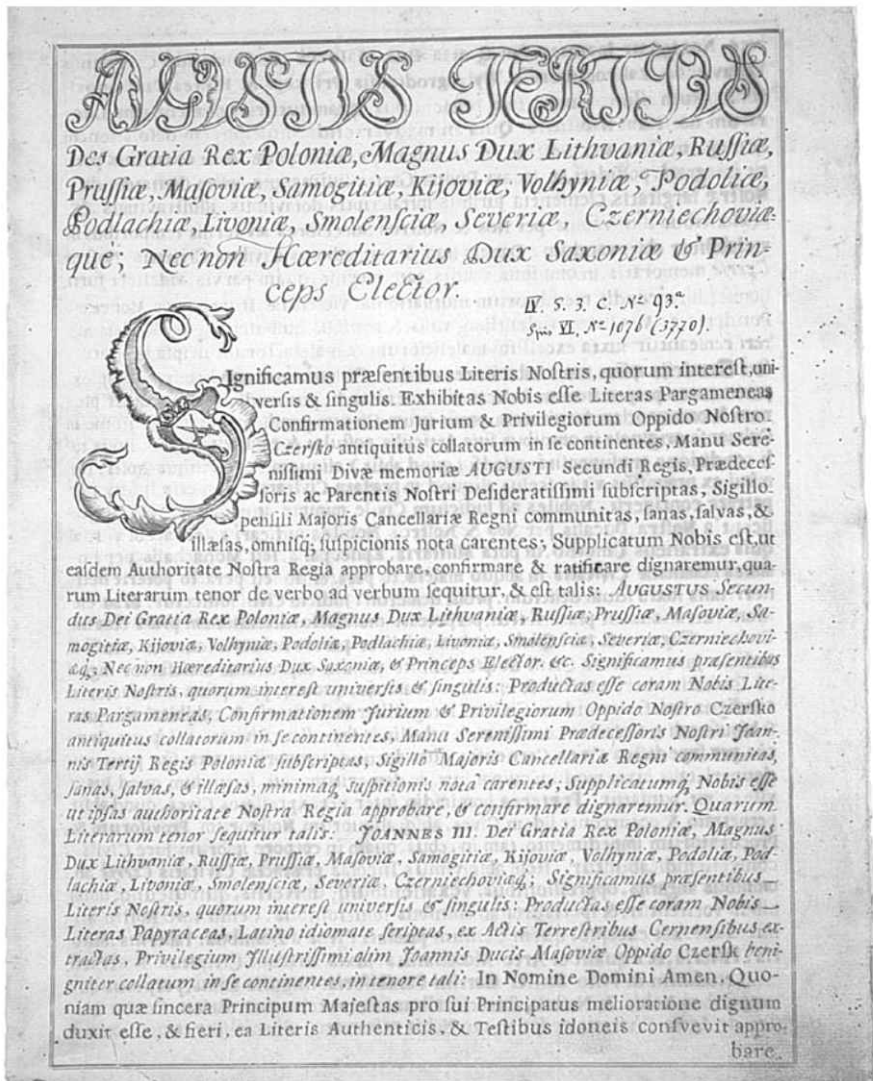 AUGUSTUS TERTIUS
Dei Gratia Rex Poloniæ, Magnus Dux Lithvaniæ, Ruſſiæ,
Pruſſiæ, Maſoviæ, Samogitiæ, Kijoviæ, Volhyniæ, Podoliæ,
Podlachiæ, Livoniæ, Smolenſciæ, Severiæ, Czerniechoviæ-
que; Nec non Hæreditarius Dux Saxoniæ & Prin-
ceps Elector.
IV. S. 3. C. Nº 93.
VI. Nº 1076 (3770).
SIgnificamus præſentibus Literis Noſtris, quorum intereſt, uni-
verſis & ſingulis. Exhibitas Nobis eſſe Literas Pargameneas
Confirmationem Jurium & Privilegiorum Oppido Noſtro
Czerſko antiquitus collatorum in ſe continentes, Manu Sere-
niſſimi Divæ memoriæ AUGUSTI Secundi Regis, Prædeceſ-
ſoris ac Parentis Noſtri Deſideratiſſimi ſubſcriptas, Sigillo
penſili Majoris Cancellariæ Regni communitas, ſanas, ſalvas, &
illæſas, omniſq; ſuſpicionis nota carentes; Supplicatum Nobis eſt, ut
eaſdem Authoritate Noſtra Regia approbare, confirmare & ratificare dignaremur, qua-
rum Literarum tenor de verbo ad verbum ſequitur, & eſt talis: AUGUSTUS Secun-
dus Dei Gratia Rex Poloniæ, Magnus Dux Lithvaniæ, Ruſſiæ, Pruſſiæ, Maſoviæ, Sa-
mogitiæ, Kijoviæ, Volhyniæ, Podoliæ, Podlachiæ, Livoniæ, Smolenſciæ, Severiæ, Czerniechovi-
æq; Nec non Hæreditarius Dux Saxoniæ, & Princeps Elector. &c. Significamus præſentibus
Literis Noſtris, quorum intereſt univerſis & ſingulis: Productas eſſe coram Nobis Lite-
ras Pargameneas, Confirmationem Jurium & Privilegiorum Oppido Noſtro Czerſko
antiquitus collatorum in ſe continentes, Manu Sereniſſimi Prædeceſſoris Noſtri Joan-
nis Tertij Regis Poloniæ ſubſcriptas, Sigillo Majoris Cancellariæ Regni communitas,
ſanas, ſalvas, & illæſas, minimaq; ſuſpitionis nota carentes; Supplicatumq; Nobis eſſe
ut ipſas authoritate Noſtra Regia approbare, & confirmare dignaremur. Quarum
Literarum tenor ſequitur talis: JOANNES III. Dei Gratia Rex Poloniæ, Magnus
Dux Lithvaniæ, Ruſſiæ, Pruſſiæ, Maſoviæ, Samogitiæ, Kijoviæ, Volhyniæ, Podoliæ, Pod-
lachiæ, Livoniæ, Smolenſciæ, Severiæ, Czerniechoviæq; Significamus præſentibus
Literis Noſtris, quorum intereſt univerſis & ſingulis: Productas eſſe coram Nobis
Literas Papyraceas, Latino idiomate ſcriptas, ex Actis Terreſtribus Cernenſibus ex-
tractas, Privilegium Jlluſtriſſimi olim Joannis Ducis Maſoviæ Oppido Czerſk beni-
gniter collatum in ſe continentes, in tenore tali: In Nomine Domini Amen. Quo-
niam quæ ſincera Principum Majeſtas pro ſui Principatus melioratione dignum
duxit eſſe, & fieri, ea Literis Authenticis, & Teſtibus idoneis conſvevit appro-
bare.